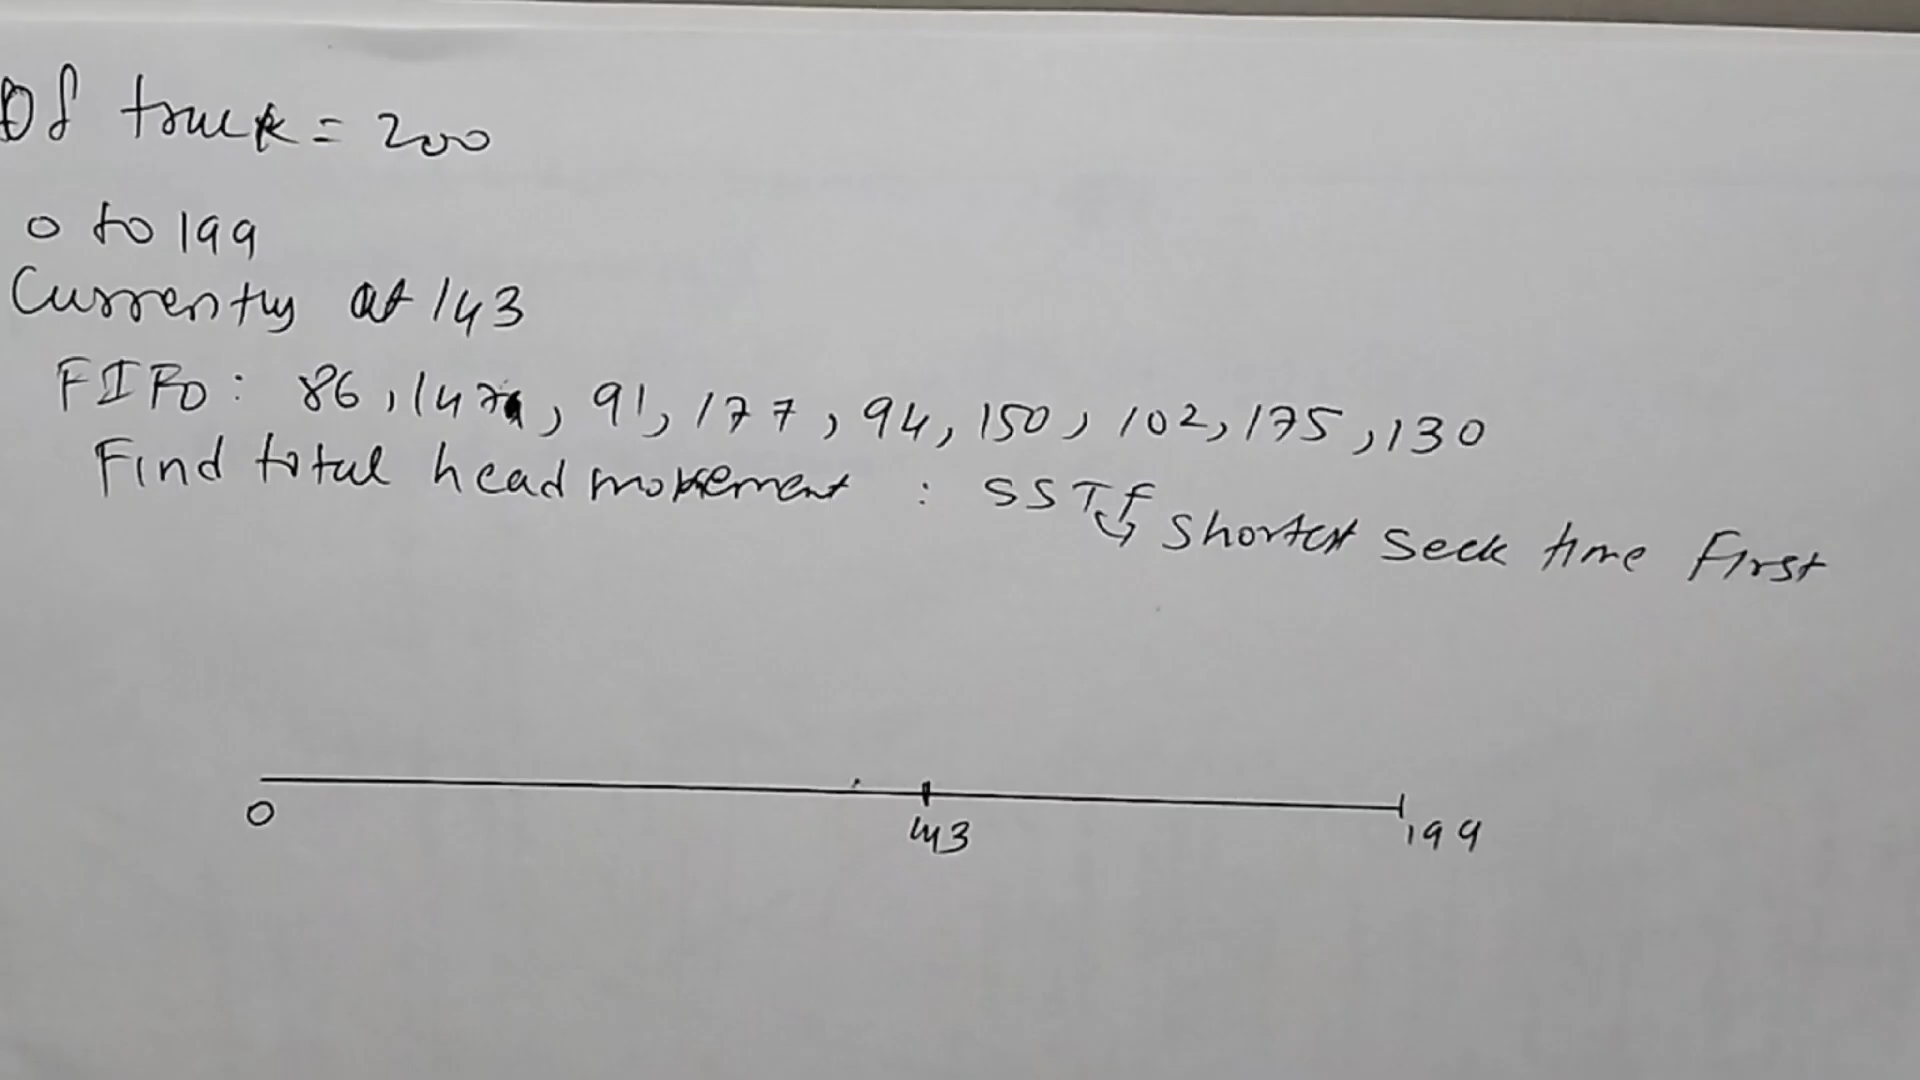 Of truck = 200
0 to 199
Currently at 143
FIFO: 86, 147, 91, 177, 94, 150, 102, 175, 130
Find total head movement : SSTF
Shortest seek time First
0 143 199